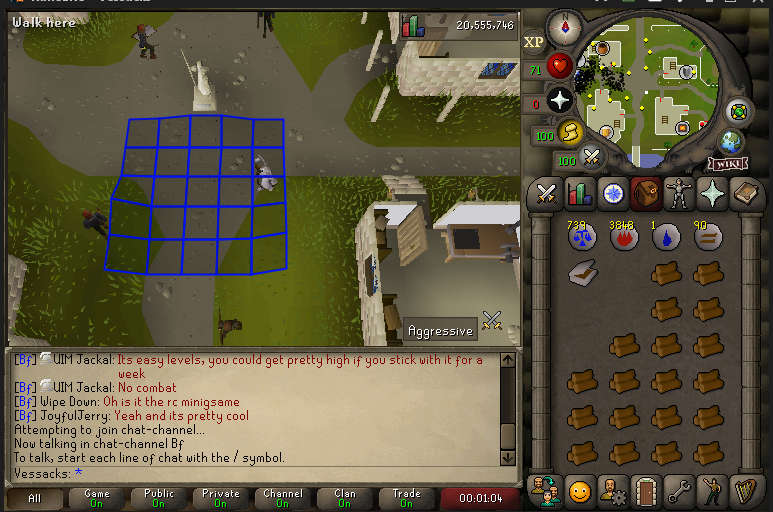 Walk here
20,555,746
XP
N
71
0
100
100
WIKI
739 3848 1 90
Aggressive
[Bf] UIM Jackal: Its easy levels, you could get pretty high if you stick with it for a
week
[Bf] UIM Jackal: No combat
[Bf] Wipe Down: Oh is it the rc minigsame
[Bf] JoyfulJerry: Yeah and its pretty cool
Attempting to join chat-channel...
Now talking in chat-channel Bf
To talk, start each line of chat with the / symbol.
Vessacks: *
All
Game
On
Public
On
Private
On
Channel
On
Clan
On
Trade
On
00:01:04